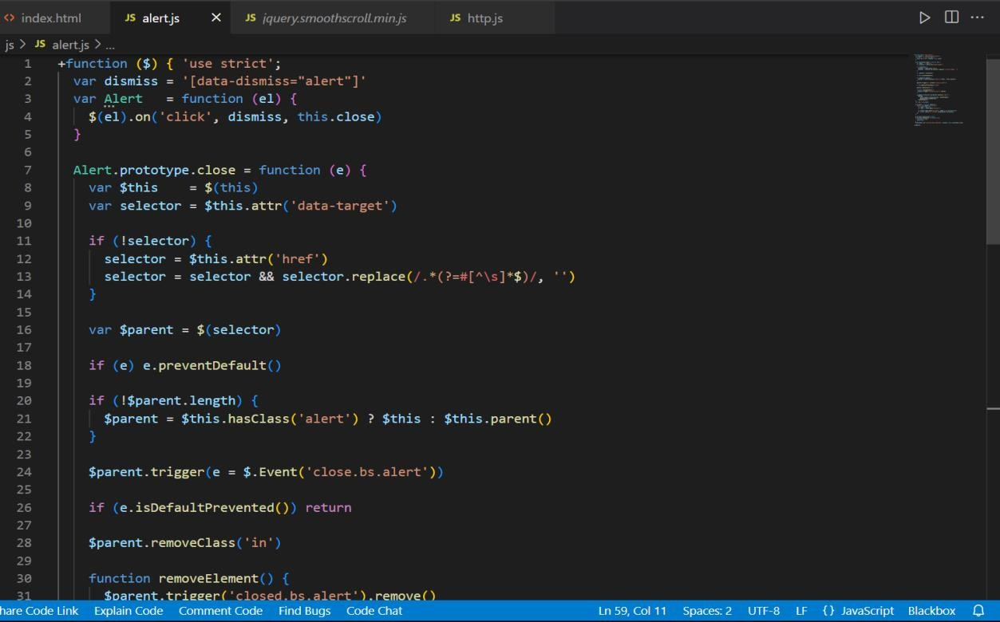 <> index.html JS alert.js × JS jquery.smoothscroll.min.js JS http.js ...
js > JS alert.js > ...
1 +function ($) { 'use strict';
2   var dismiss = '[data-dismiss="alert"]'
3   var Alert   = function (el) {
4     $(el).on('click', dismiss, this.close)
5   }
6
7   Alert.prototype.close = function (e) {
8     var $this    = $(this)
9     var selector = $this.attr('data-target')
10
11     if (!selector) {
12       selector = $this.attr('href')
13       selector = selector && selector.replace(/.*(?=#[^\s]*$)/, '')
14     }
15
16     var $parent = $(selector)
17
18     if (e) e.preventDefault()
19
20     if (!$parent.length) {
21       $parent = $this.hasClass('alert') ? $this : $this.parent()
22     }
23
24     $parent.trigger(e = $.Event('close.bs.alert'))
25
26     if (e.isDefaultPrevented()) return
27
28     $parent.removeClass('in')
29
30     function removeElement() {
31       $parent.trigger('closed.bs.alert').remove()
hare Code Link Explain Code Comment Code Find Bugs Code Chat Ln 59, Col 11 Spaces: 2 UTF-8 LF {} JavaScript Blackbox